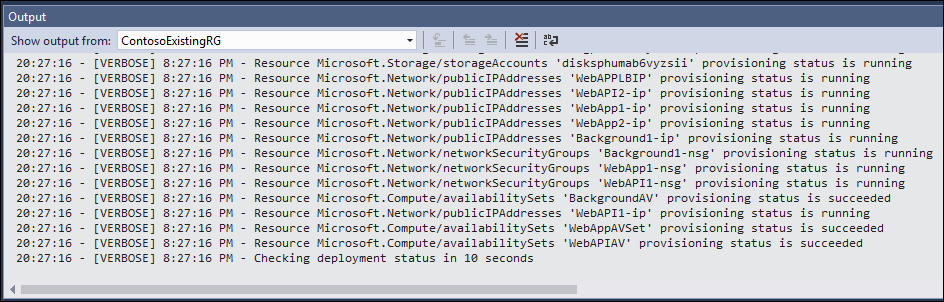 Output
Show output from: ContosoExistingRG
20:27:16 - [VERBOSE] 8:27:16 PM - Resource Microsoft.Storage/storageAccounts 'disksphumab6vyzsii' provisioning status is running
20:27:16 - [VERBOSE] 8:27:16 PM - Resource Microsoft.Network/publicIPAddresses 'WebAPPLBIP' provisioning status is running
20:27:16 - [VERBOSE] 8:27:16 PM - Resource Microsoft.Network/publicIPAddresses 'WebAPI2-ip' provisioning status is running
20:27:16 - [VERBOSE] 8:27:16 PM - Resource Microsoft.Network/publicIPAddresses 'WebApp1-ip' provisioning status is running
20:27:16 - [VERBOSE] 8:27:16 PM - Resource Microsoft.Network/publicIPAddresses 'WebApp2-ip' provisioning status is running
20:27:16 - [VERBOSE] 8:27:16 PM - Resource Microsoft.Network/publicIPAddresses 'Background1-ip' provisioning status is running
20:27:16 - [VERBOSE] 8:27:16 PM - Resource Microsoft.Network/networkSecurityGroups 'Background1-nsg' provisioning status is running
20:27:16 - [VERBOSE] 8:27:16 PM - Resource Microsoft.Network/networkSecurityGroups 'WebApp1-nsg' provisioning status is running
20:27:16 - [VERBOSE] 8:27:16 PM - Resource Microsoft.Network/networkSecurityGroups 'WebAPI1-nsg' provisioning status is running
20:27:16 - [VERBOSE] 8:27:16 PM - Resource Microsoft.Compute/availabilitySets 'BackgroundAV' provisioning status is succeeded
20:27:16 - [VERBOSE] 8:27:16 PM - Resource Microsoft.Network/publicIPAddresses 'WebAPI1-ip' provisioning status is running
20:27:16 - [VERBOSE] 8:27:16 PM - Resource Microsoft.Compute/availabilitySets 'WebAppAVSet' provisioning status is succeeded
20:27:16 - [VERBOSE] 8:27:16 PM - Resource Microsoft.Compute/availabilitySets 'WebAPIAV' provisioning status is succeeded
20:27:16 - [VERBOSE] 8:27:16 PM - Checking deployment status in 10 seconds